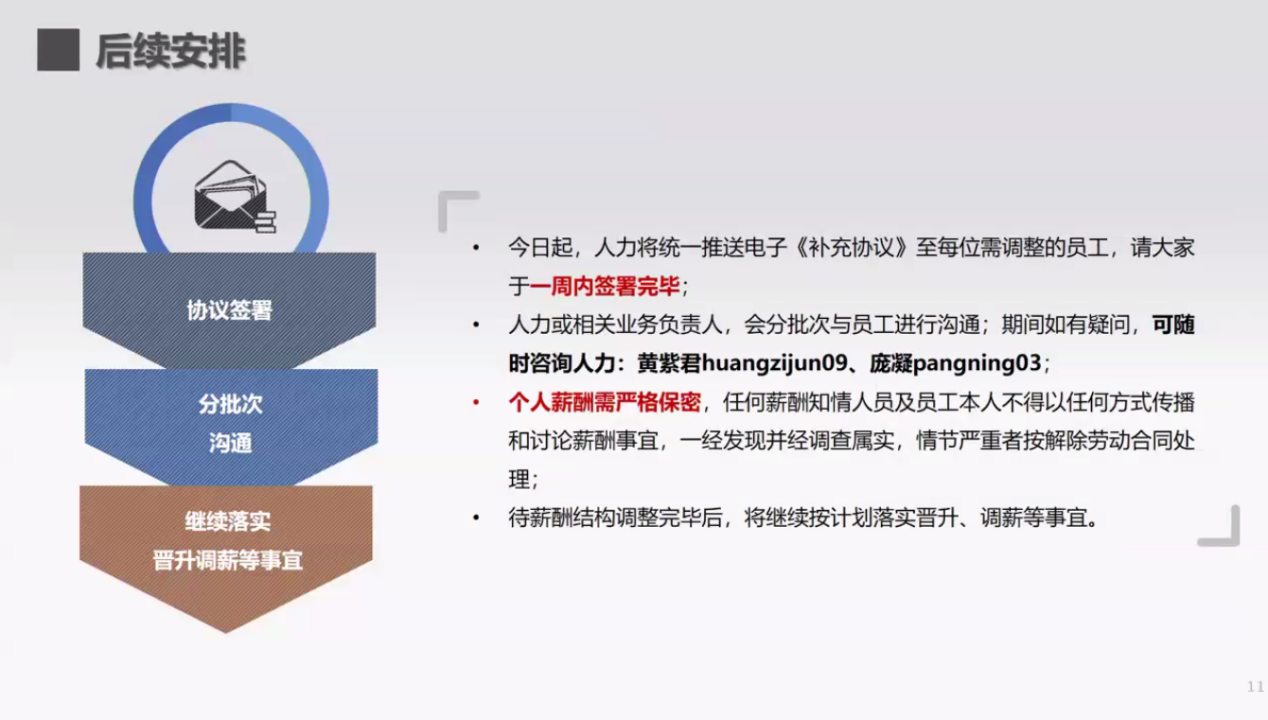 后续安排
协议签署
分批次
沟通
继续落实
晋升调薪等事宜
• 今日起，人力将统一推送电子《补充协议》至每位需调整的员工，请大家
于一周内签署完毕；
• 人力或相关业务负责人，会分批次与员工进行沟通；期间如有疑问，可随
时咨询人力：黄紫君huangzijun09、庞凝pangning03；
• 个人薪酬需严格保密，任何薪酬知情人员及员工本人不得以任何方式传播
和讨论薪酬事宜，一经发现并经调查属实，情节严重者按解除劳动合同处
理；
• 待薪酬结构调整完毕后，将继续按计划落实晋升、调薪等事宜。
11